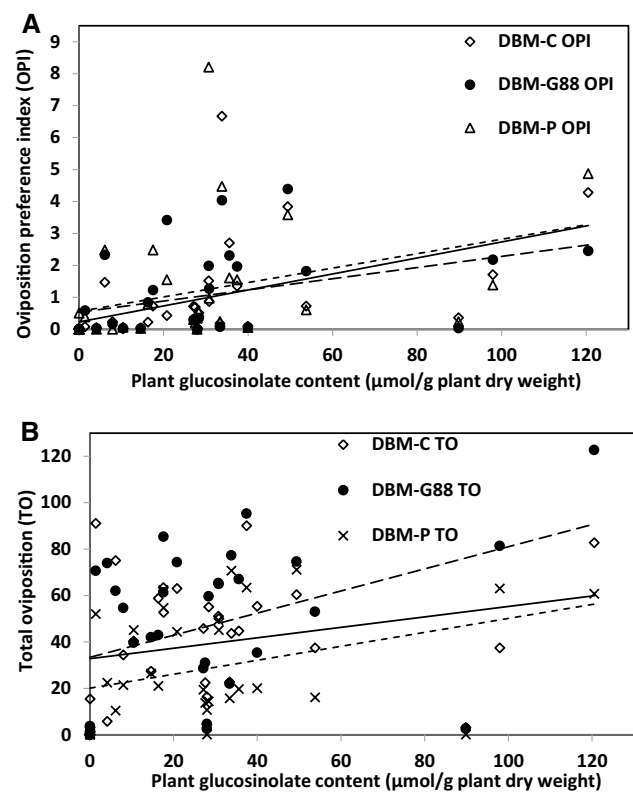 A
Oviposition preference index (OPI)
9
8
7
6
5
4
3
2
1
0
DBM-C OPI
DBM-G88 OPI
DBM-P OPI
0 20 40 60 80 100 120
Plant glucosinolate content (μmol/g plant dry weight)
B
Total oviposition (TO)
120
100
80
60
40
20
0
DBM-C TO
DBM-G88 TO
DBM-P TO
0 20 40 60 80 100 120
Plant glucosinolate content (μmol/g plant dry weight)